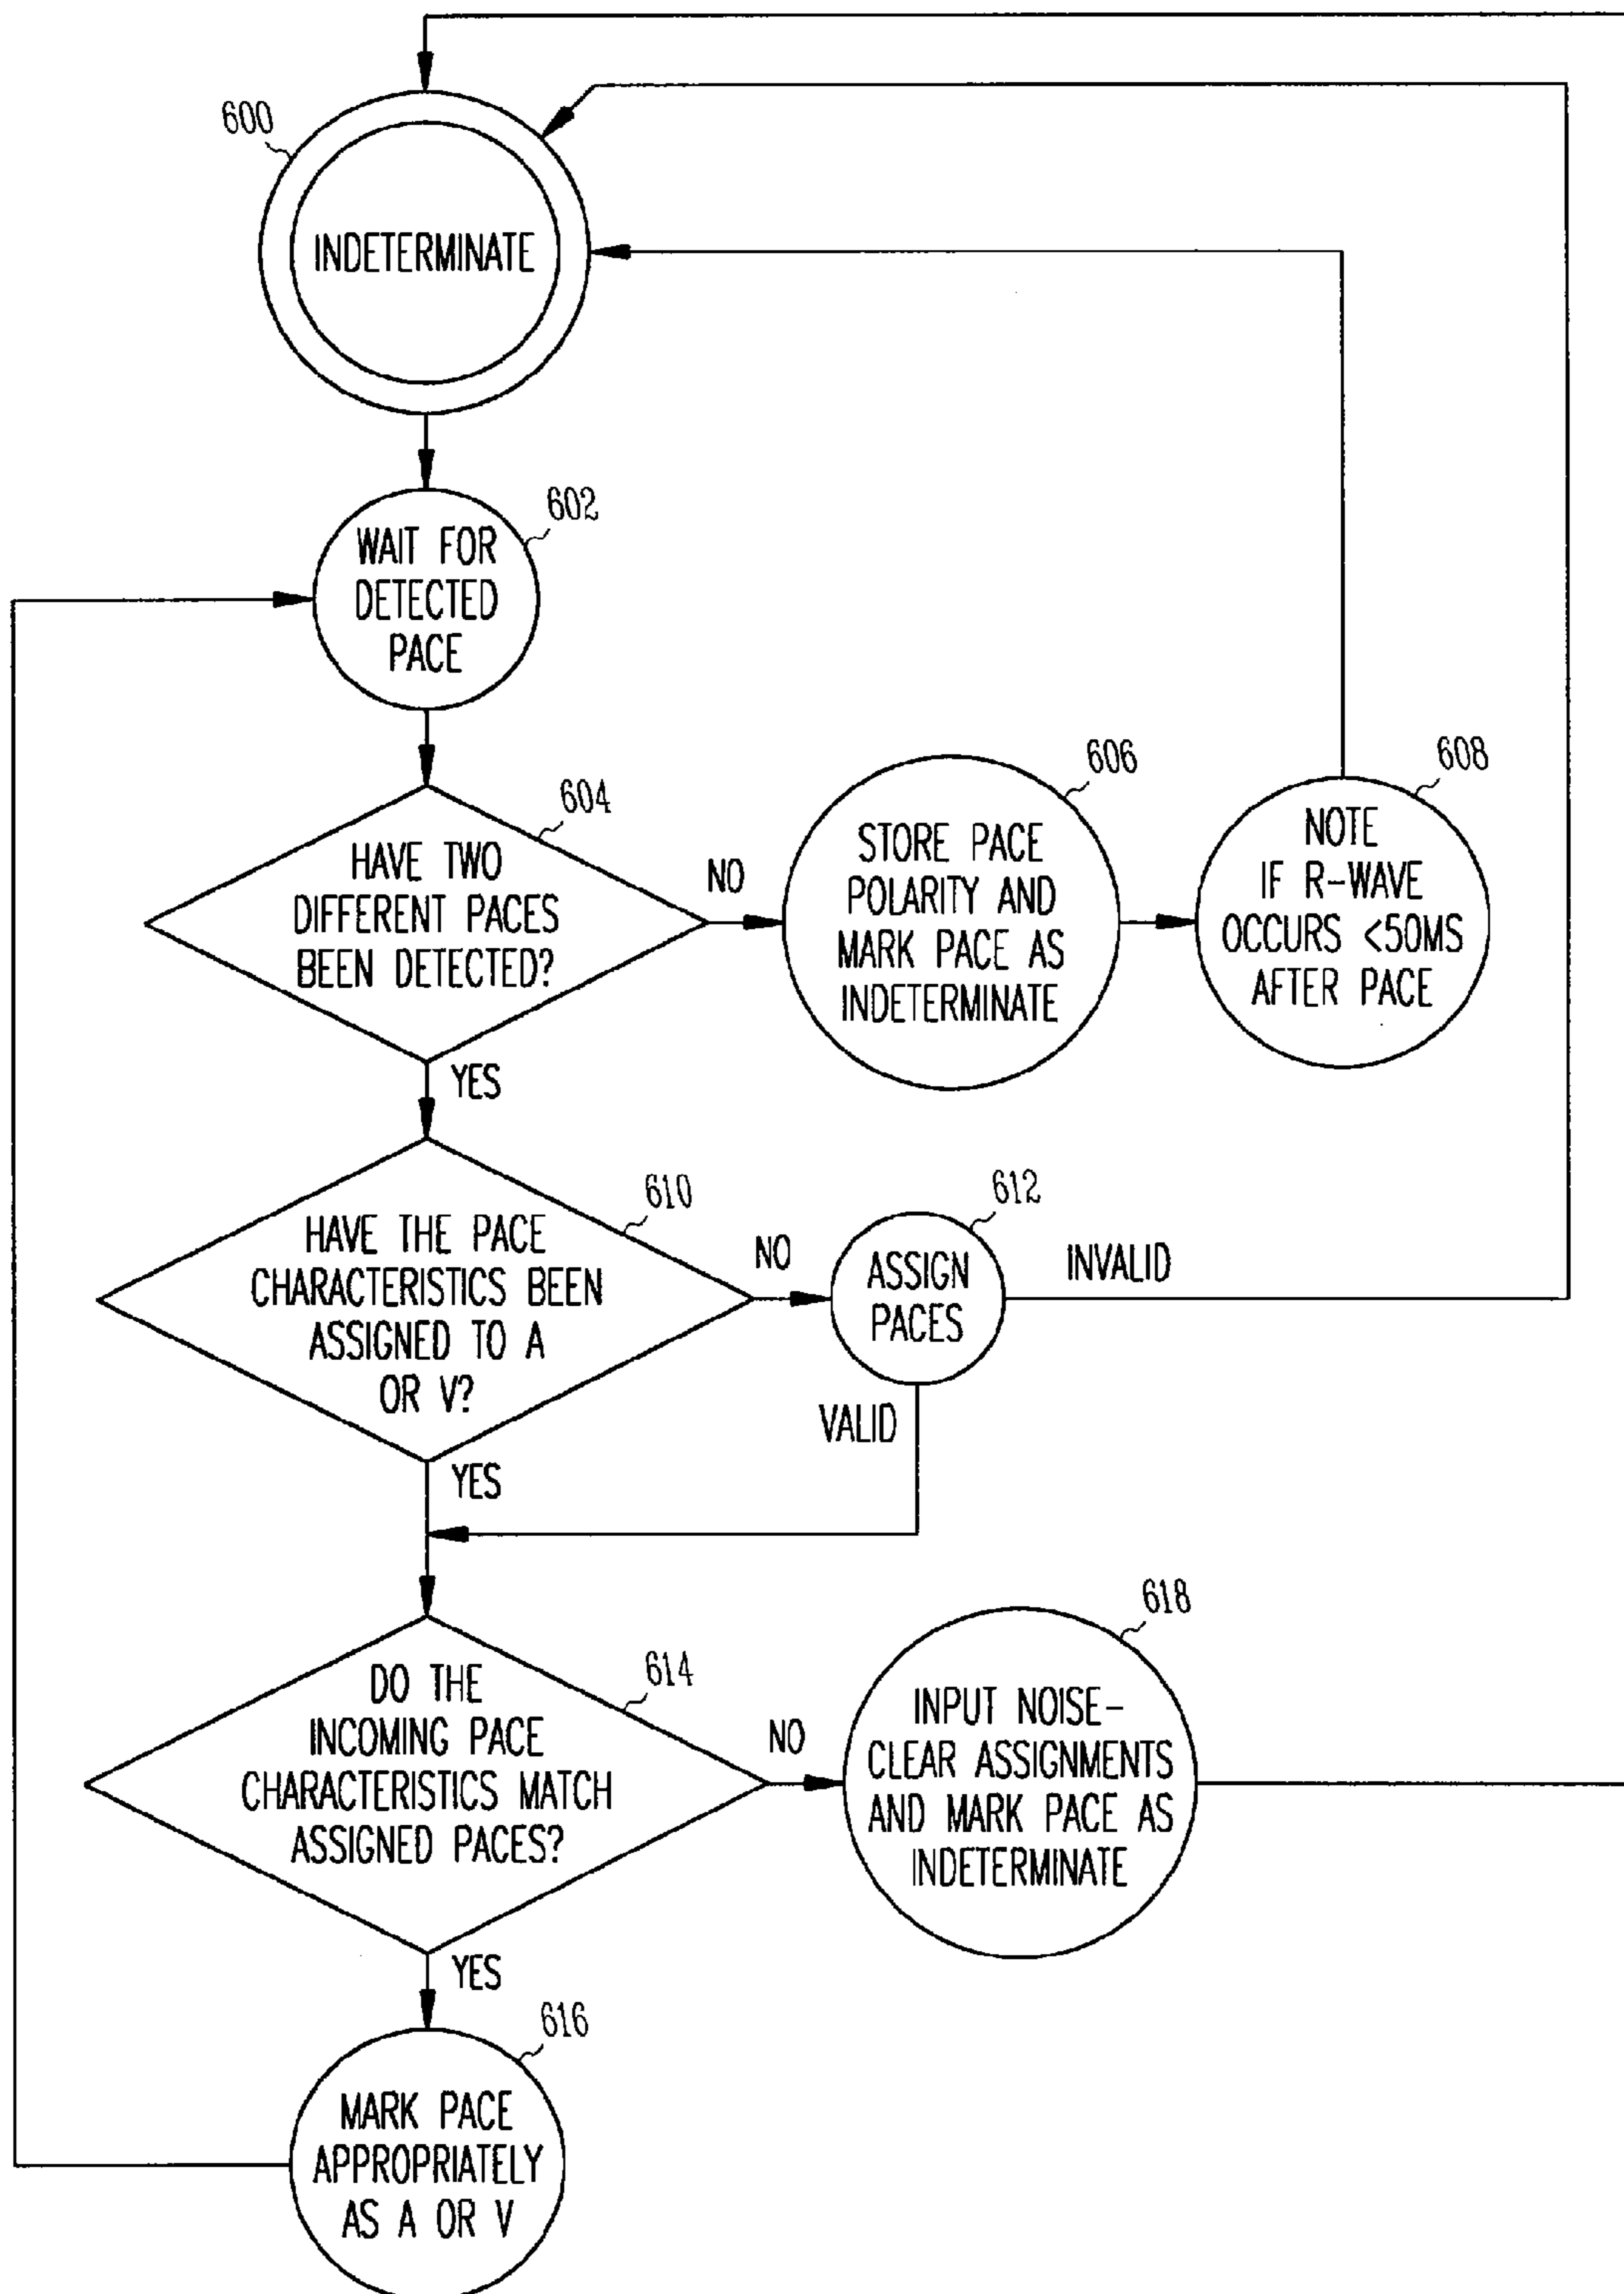 600
INDETERMINATE
602
WAIT FOR
DETECTED
PACE
604
HAVE TWO
DIFFERENT PACES
BEEN DETECTED?
NO
606
STORE PACE
POLARITY AND
MARK PACE AS
INDETERMINATE
608
NOTE
IF R-WAVE
OCCURS <50MS
AFTER PACE
YES
610
HAVE THE PACE
CHARACTERISTICS BEEN
ASSIGNED TO A
OR V?
NO
612
ASSIGN
PACES
INVALID
VALID
YES
614
DO THE
INCOMING PACE
CHARACTERISTICS MATCH
ASSIGNED PACES?
NO
618
INPUT NOISE-
CLEAR ASSIGNMENTS
AND MARK PACE AS
INDETERMINATE
YES
616
MARK PACE
APPROPRIATELY
AS A OR V